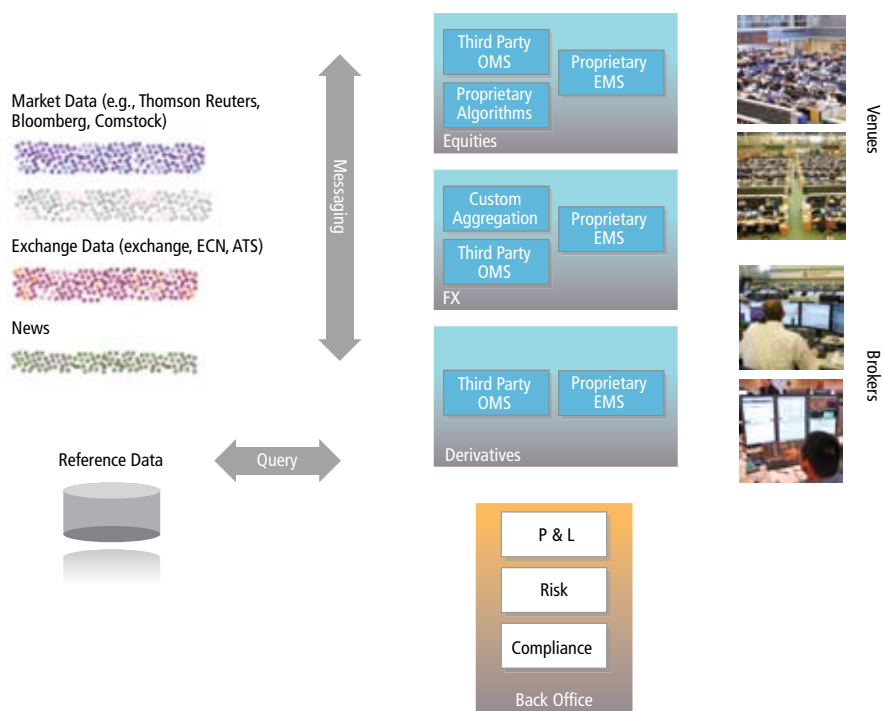 Market Data (e.g., Thomson Reuters,
Bloomberg, Comstock)
Exchange Data (exchange, ECN, ATS)
News
Reference Data
Messaging
Query
Third Party
OMS
Proprietary
Algorithms
Proprietary
EMS
Equities
Custom
Aggregation
Third Party
OMS
Proprietary
EMS
FX
Third Party
OMS
Proprietary
EMS
Derivatives
P & L
Risk
Compliance
Back Office
Venues
Brokers